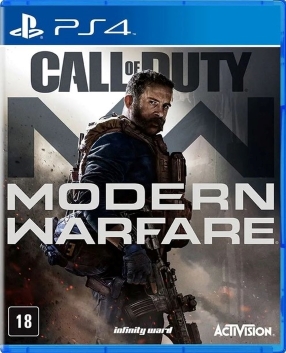 PS4
CALL OF DUTY
MW
MODERN
WARFARE
18
infinity ward
ACTIVISION